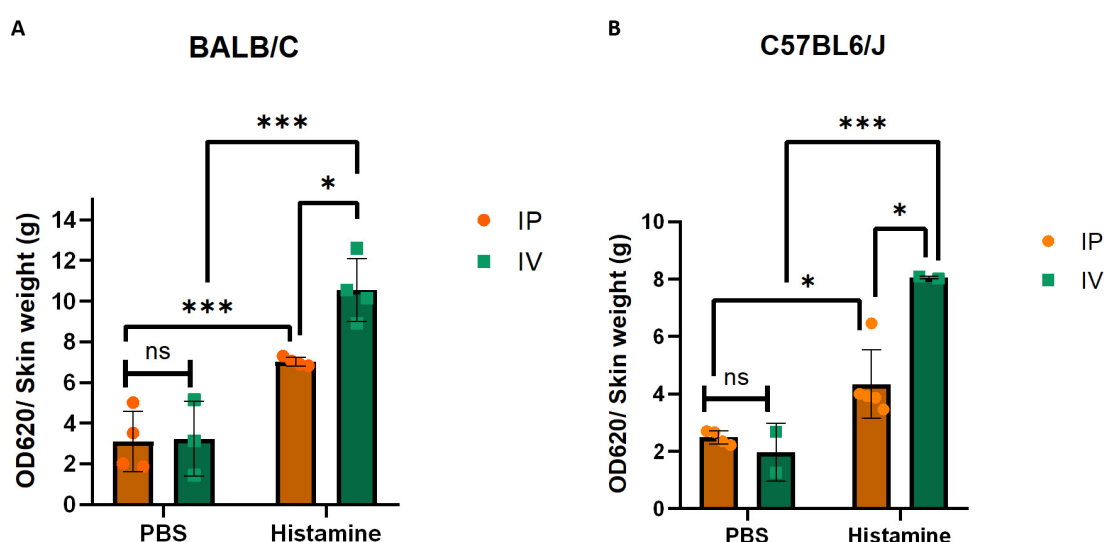 A
BALB/C
***
*
***
ns
OD620/ Skin weight (g)
14
12
10
8
6
4
2
0
PBS
Histamine
IP
IV
B
C57BL6/J
***
*
*
ns
OD620/ Skin weight (g)
10
8
6
4
2
0
PBS
Histamine
IP
IV